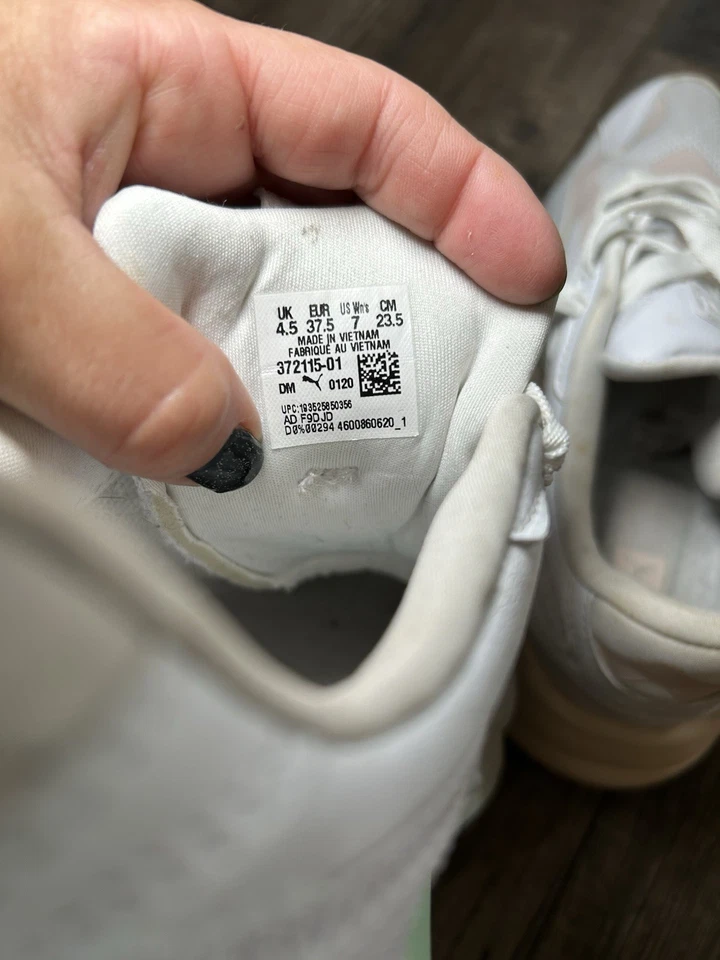 UK EUR US Wn's CM
4.5 37.5 7 23.5
MADE IN VIETNAM
FABRIQUÉ AU VIETNAM
372115-01
DM 0120
UPC:193525850356
AD F9DJD
D0%00294 4600860620_1